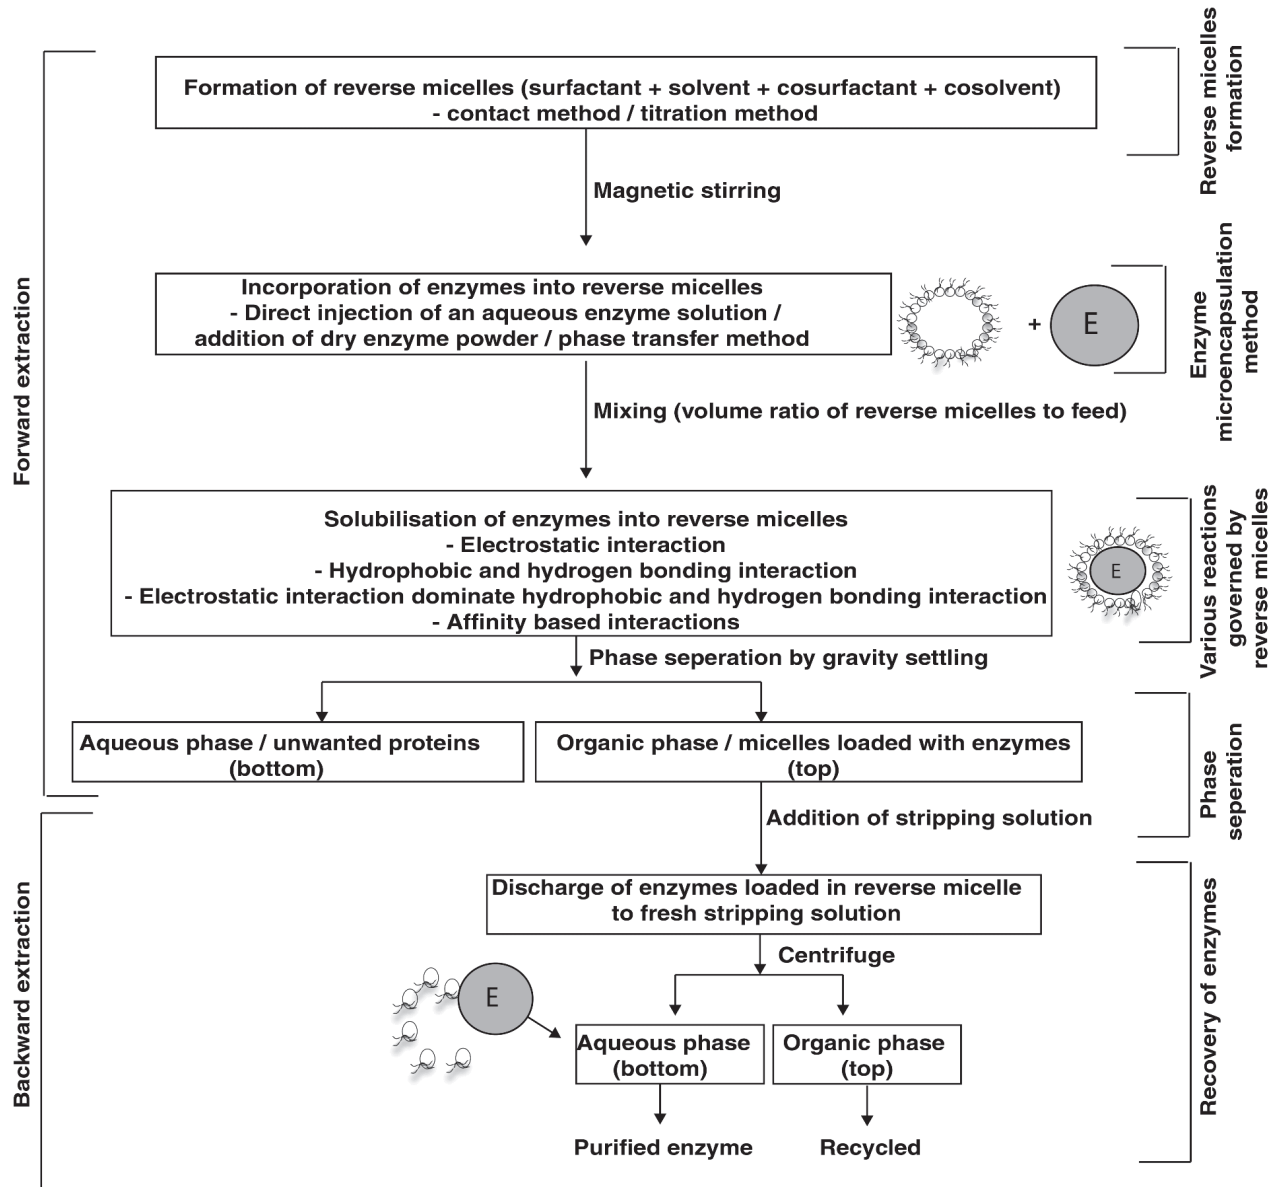 Formation of reverse micelles (surfactant + solvent + cosurfactant + cosolvent)
- contact method / titration method
Reverse micelles
formation
Magnetic stirring
Forward extraction
Incorporation of enzymes into reverse micelles
- Direct injection of an aqueous enzyme solution /
addition of dry enzyme powder / phase transfer method
+
E
Enzyme
microencapsulation
method
Mixing (volume ratio of reverse micelles to feed)
Solubilisation of enzymes into reverse micelles
- Electrostatic interaction
- Hydrophobic and hydrogen bonding interaction
- Electrostatic interaction dominate hydrophobic and hydrogen bonding interaction
- Affinity based interactions
E
Various reactions
governed by
reverse micelles
Phase seperation by gravity settling
Aqueous phase / unwanted proteins
(bottom)
Organic phase / micelles loaded with enzymes
(top)
Phase
seperation
Addition of stripping solution
Backward extraction
Discharge of enzymes loaded in reverse micelle
to fresh stripping solution
Centrifuge
E
Aqueous phase
(bottom)
Organic phase
(top)
Purified enzyme
Recycled
Recovery of enzymes